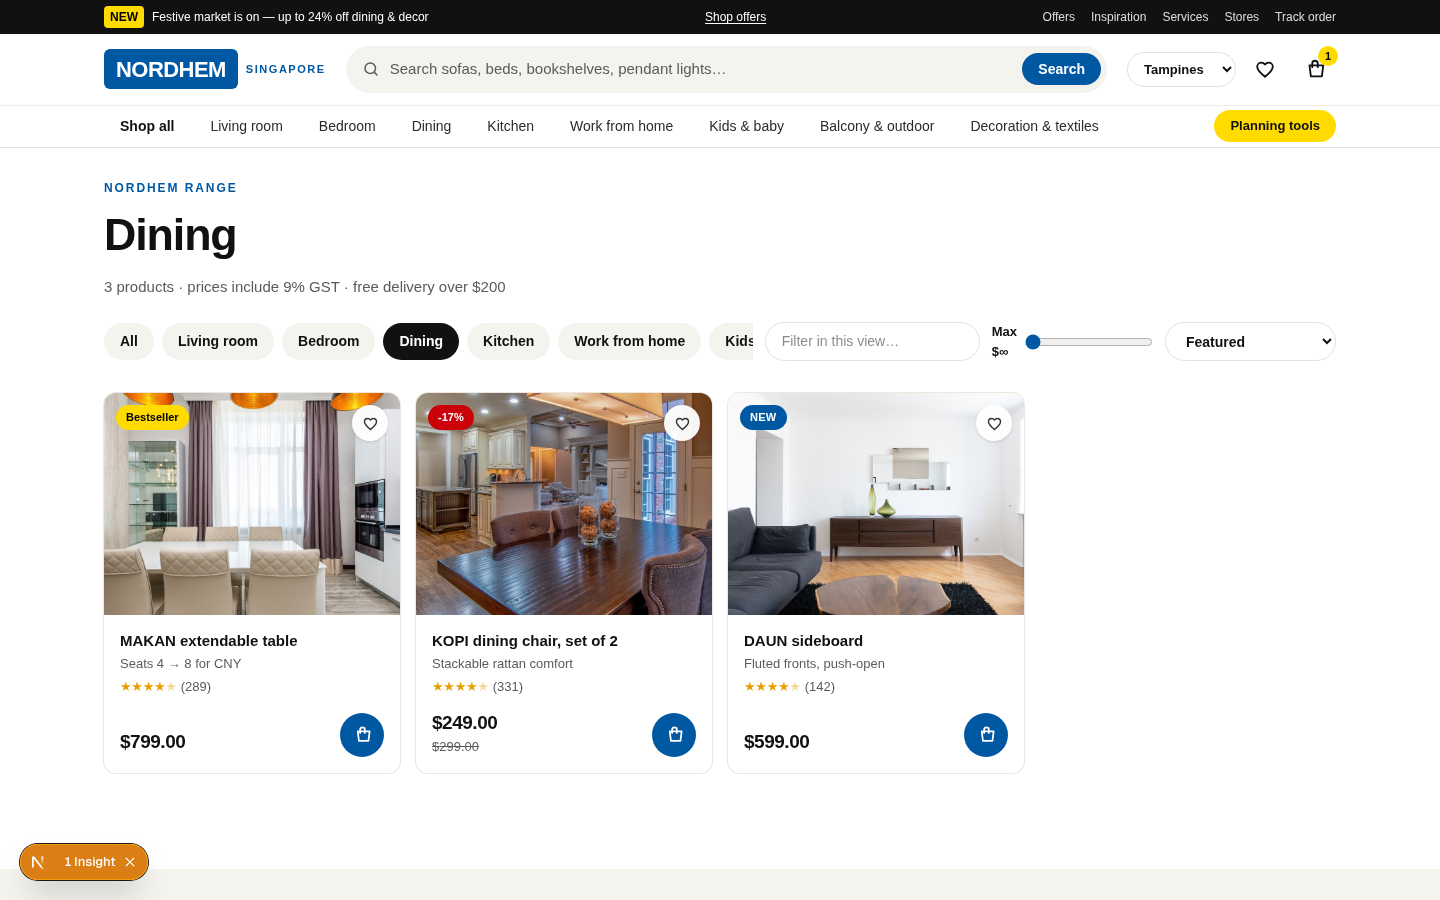 NEW Festive market is on — up to 24% off dining & decor Shop offers Offers Inspiration Services Stores Track order
NORDHEM SINGAPORE Search sofas, beds, bookshelves, pendant lights… Search Tampines 1
Shop all Living room Bedroom Dining Kitchen Work from home Kids & baby Balcony & outdoor Decoration & textiles Planning tools
NORDHEM RANGE
Dining
3 products · prices include 9% GST · free delivery over $200
All Living room Bedroom Dining Kitchen Work from home Kids Filter in this view… Max $∞ Featured
Bestseller
MAKAN extendable table
Seats 4 → 8 for CNY
★★★★★ (289)
$799.00
-17%
KOPI dining chair, set of 2
Stackable rattan comfort
★★★★★ (331)
$249.00
$299.00
NEW
DAUN sideboard
Fluted fronts, push-open
★★★★★ (142)
$599.00
1 Insight